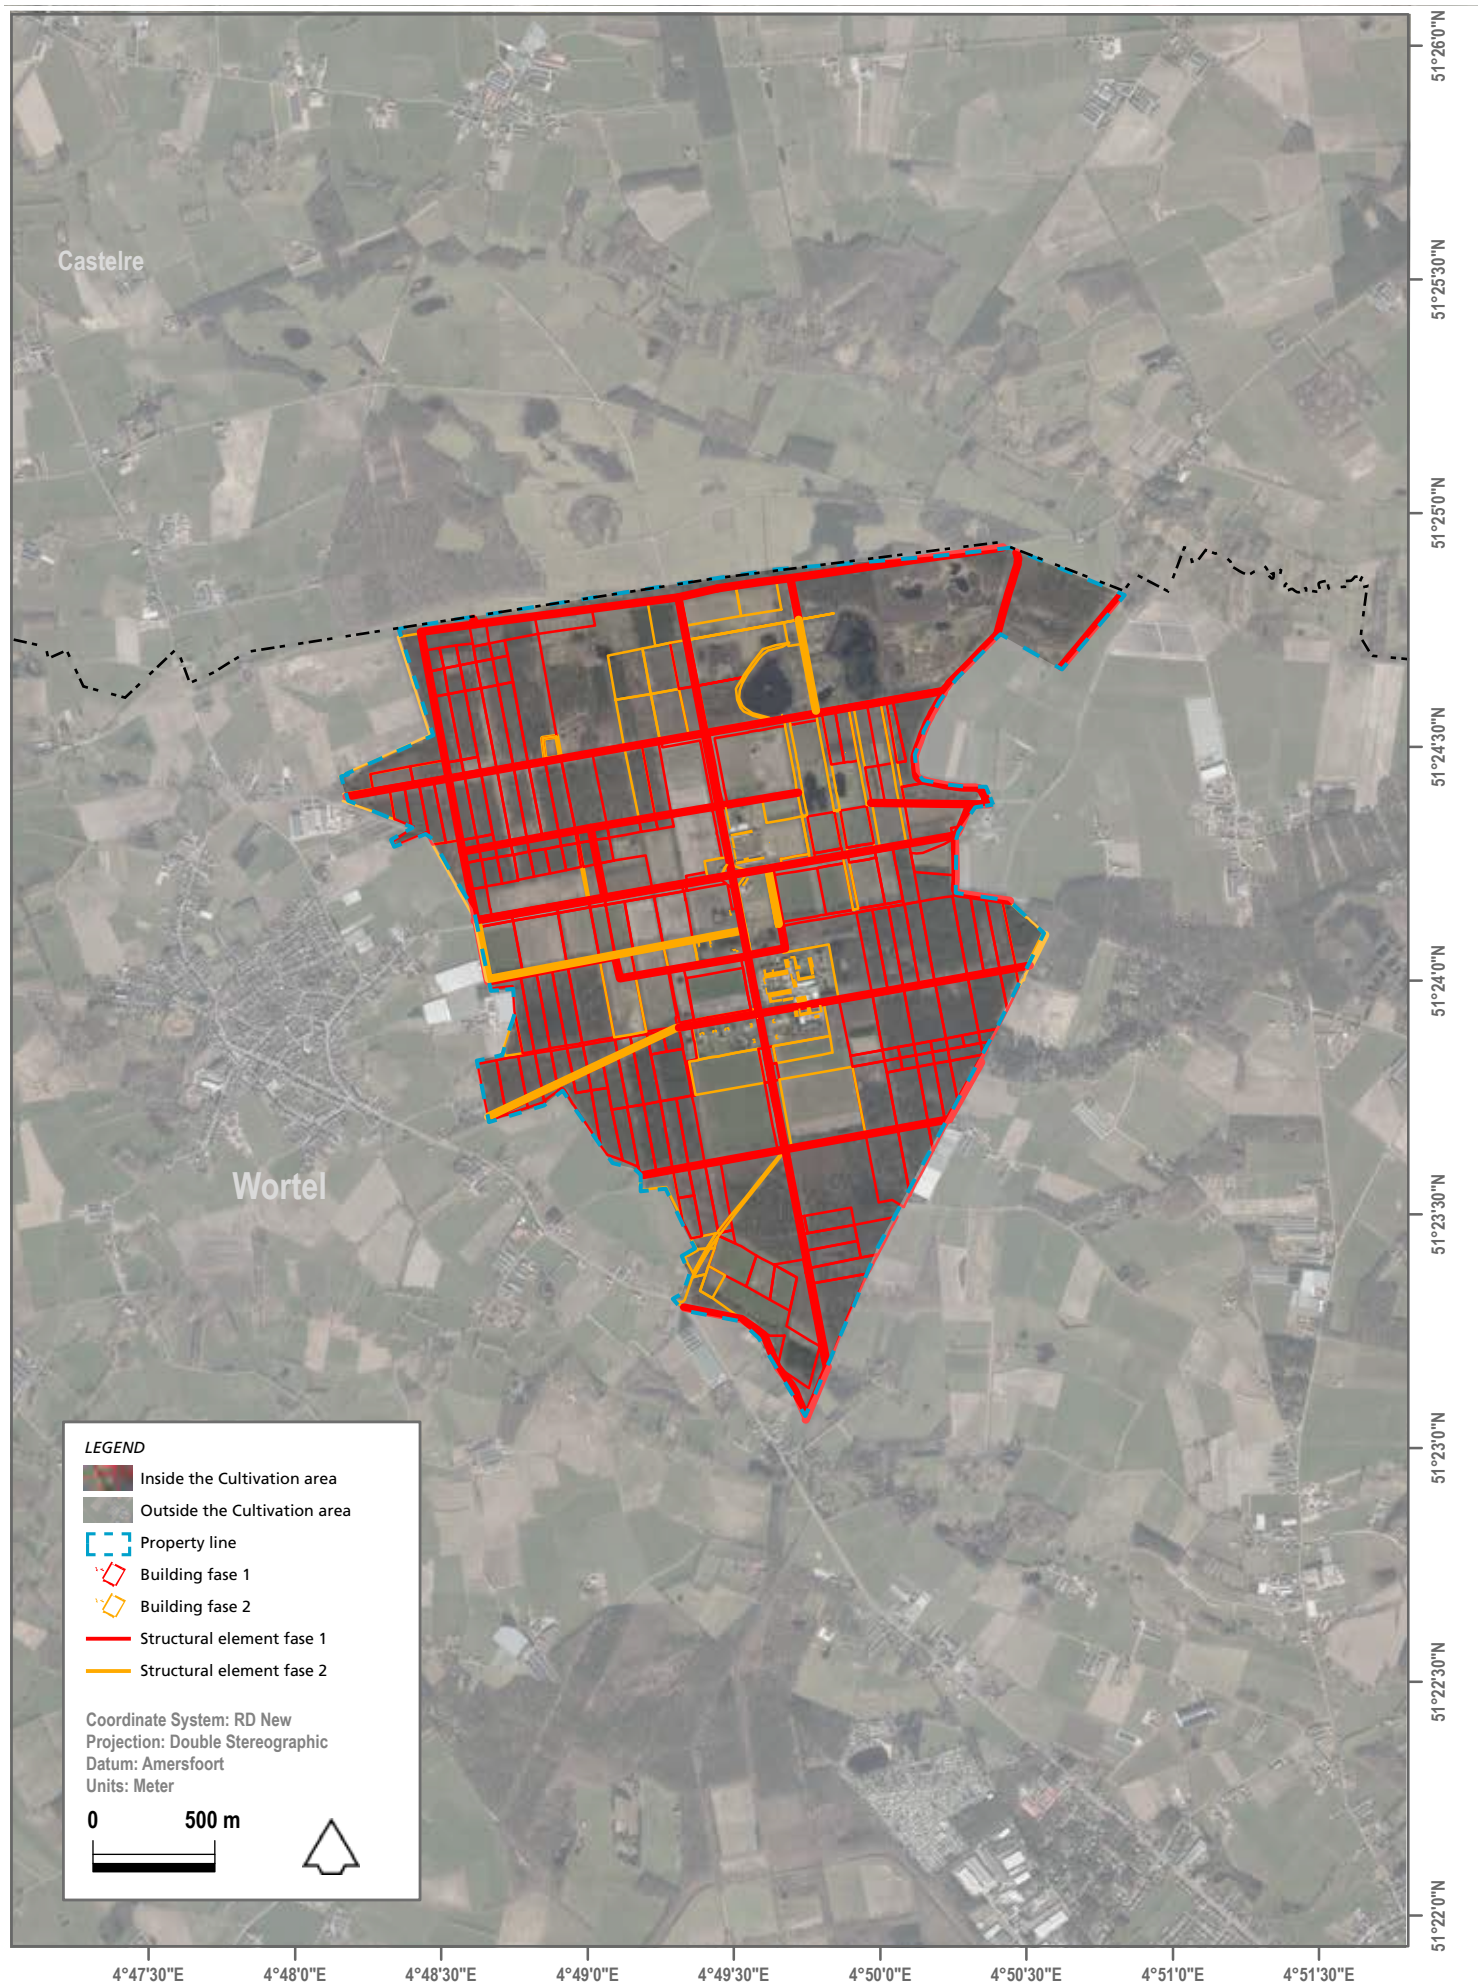 51°26'0"N
Castelre
51°25'30"N
51°25'0"N
51°24'30"N
51°24'0"N
Wortel
51°23'30"N
51°23'0"N
LEGEND
Inside the Cultivation area
Outside the Cultivation area
Property line
Building fase 1
Building fase 2
Structural element fase 1
Structural element fase 2
51°22'30"N
Coordinate System: RD New
Projection: Double Stereographic
Datum: Amersfoort
Units: Meter
0 500 m
51°22'0"N
4°47'30"E 4°48'0"E 4°48'30"E 4°49'0"E 4°49'30"E 4°50'0"E 4°50'30"E 4°51'0"E 4°51'30"E